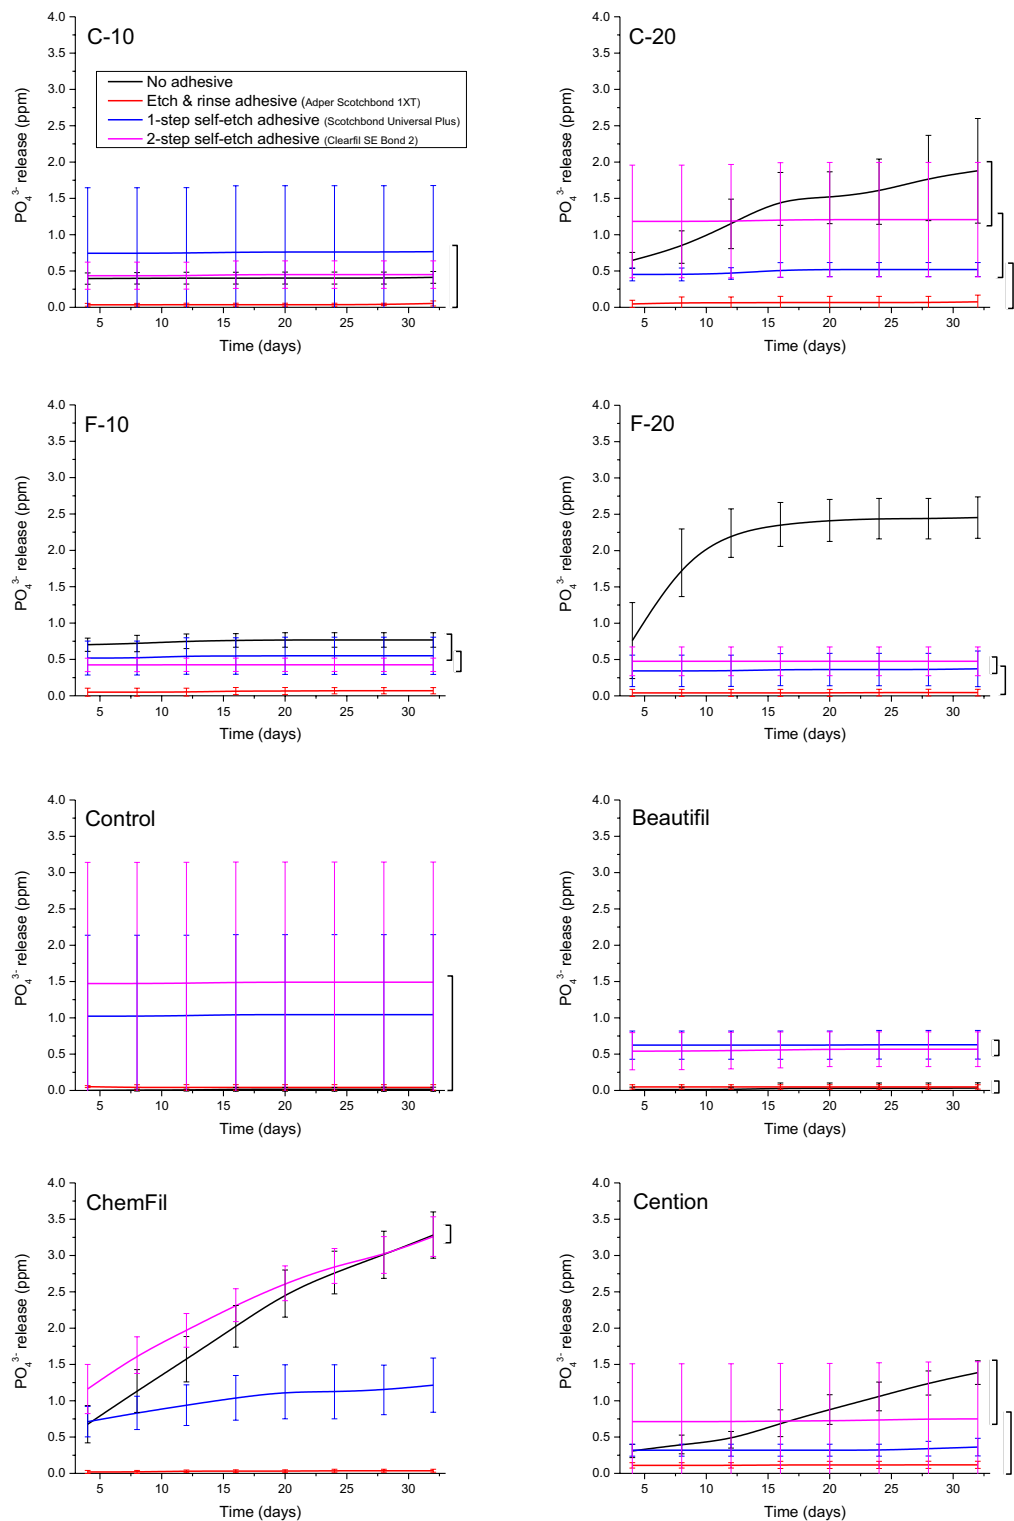 C-10
4.0
3.5
3.0
2.5
2.0
1.5
1.0
0.5
0.0
PO₄³⁻ release (ppm)
No adhesive
Etch & rinse adhesive (Adper Scotchbond 1XT)
1-step self-etch adhesive (Scotchbond Universal Plus)
2-step self-etch adhesive (Clearfil SE Bond 2)
5 10 15 20 25 30
Time (days)
C-20
4.0
3.5
3.0
2.5
2.0
1.5
1.0
0.5
0.0
PO₄³⁻ release (ppm)
5 10 15 20 25 30
Time (days)
F-10
4.0
3.5
3.0
2.5
2.0
1.5
1.0
0.5
0.0
PO₄³⁻ release (ppm)
5 10 15 20 25 30
Time (days)
F-20
4.0
3.5
3.0
2.5
2.0
1.5
1.0
0.5
0.0
PO₄³⁻ release (ppm)
5 10 15 20 25 30
Time (days)
Control
4.0
3.5
3.0
2.5
2.0
1.5
1.0
0.5
0.0
PO₄³⁻ release (ppm)
5 10 15 20 25 30
Time (days)
Beautifil
4.0
3.5
3.0
2.5
2.0
1.5
1.0
0.5
0.0
PO₄³⁻ release (ppm)
5 10 15 20 25 30
Time (days)
ChemFil
4.0
3.5
3.0
2.5
2.0
1.5
1.0
0.5
0.0
PO₄³⁻ release (ppm)
5 10 15 20 25 30
Time (days)
Cention
4.0
3.5
3.0
2.5
2.0
1.5
1.0
0.5
0.0
PO₄³⁻ release (ppm)
5 10 15 20 25 30
Time (days)